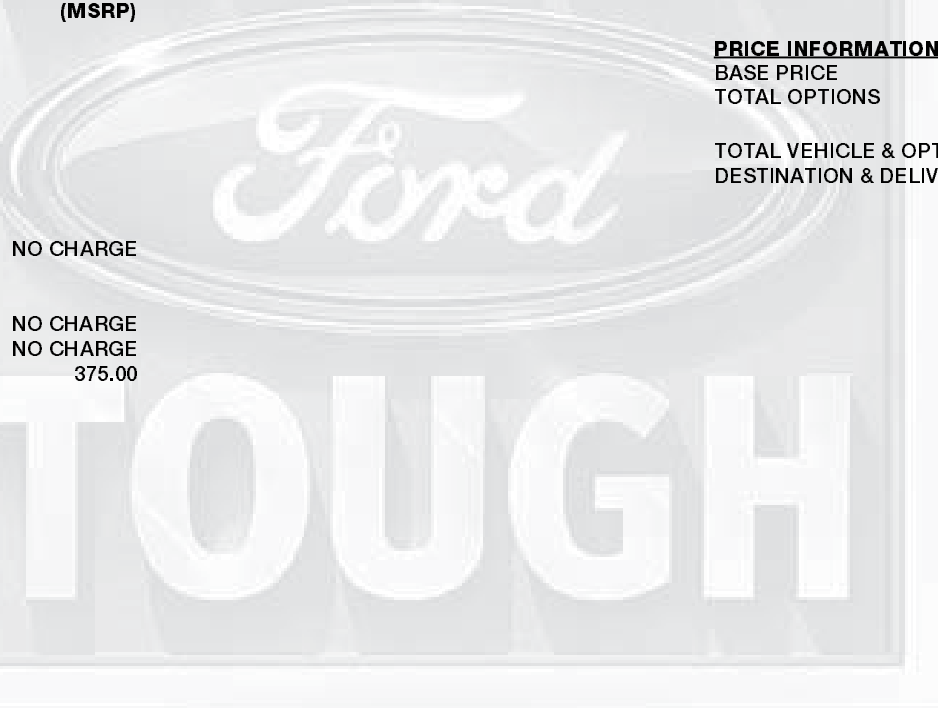 (MSRP)
NO CHARGE
NO CHARGE
NO CHARGE
375.00
PRICE INFORMATION
BASE PRICE
TOTAL OPTIONS
TOTAL VEHICLE & OPT
DESTINATION & DELIV
Ford
TOUGH